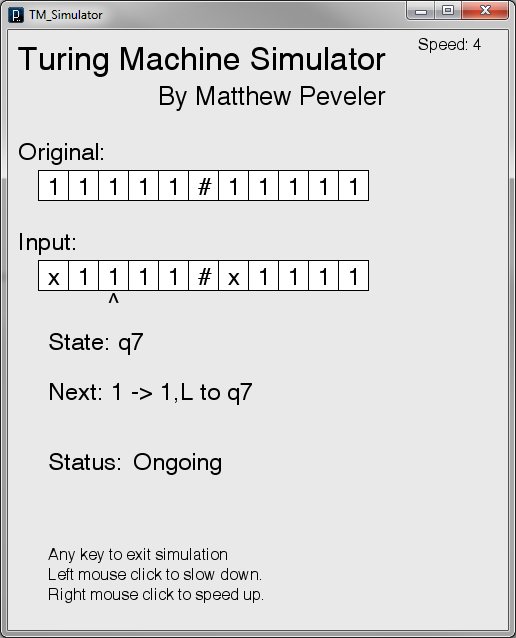 TM_Simulator
Speed: 4
Turing Machine Simulator
By Matthew Peveler
Original:
1 1 1 1 1 # 1 1 1 1 1
Input:
x 1 1 1 1 # x 1 1 1 1
^
State: q7
Next: 1 -> 1,L to q7
Status: Ongoing
Any key to exit simulation
Left mouse click to slow down.
Right mouse click to speed up.